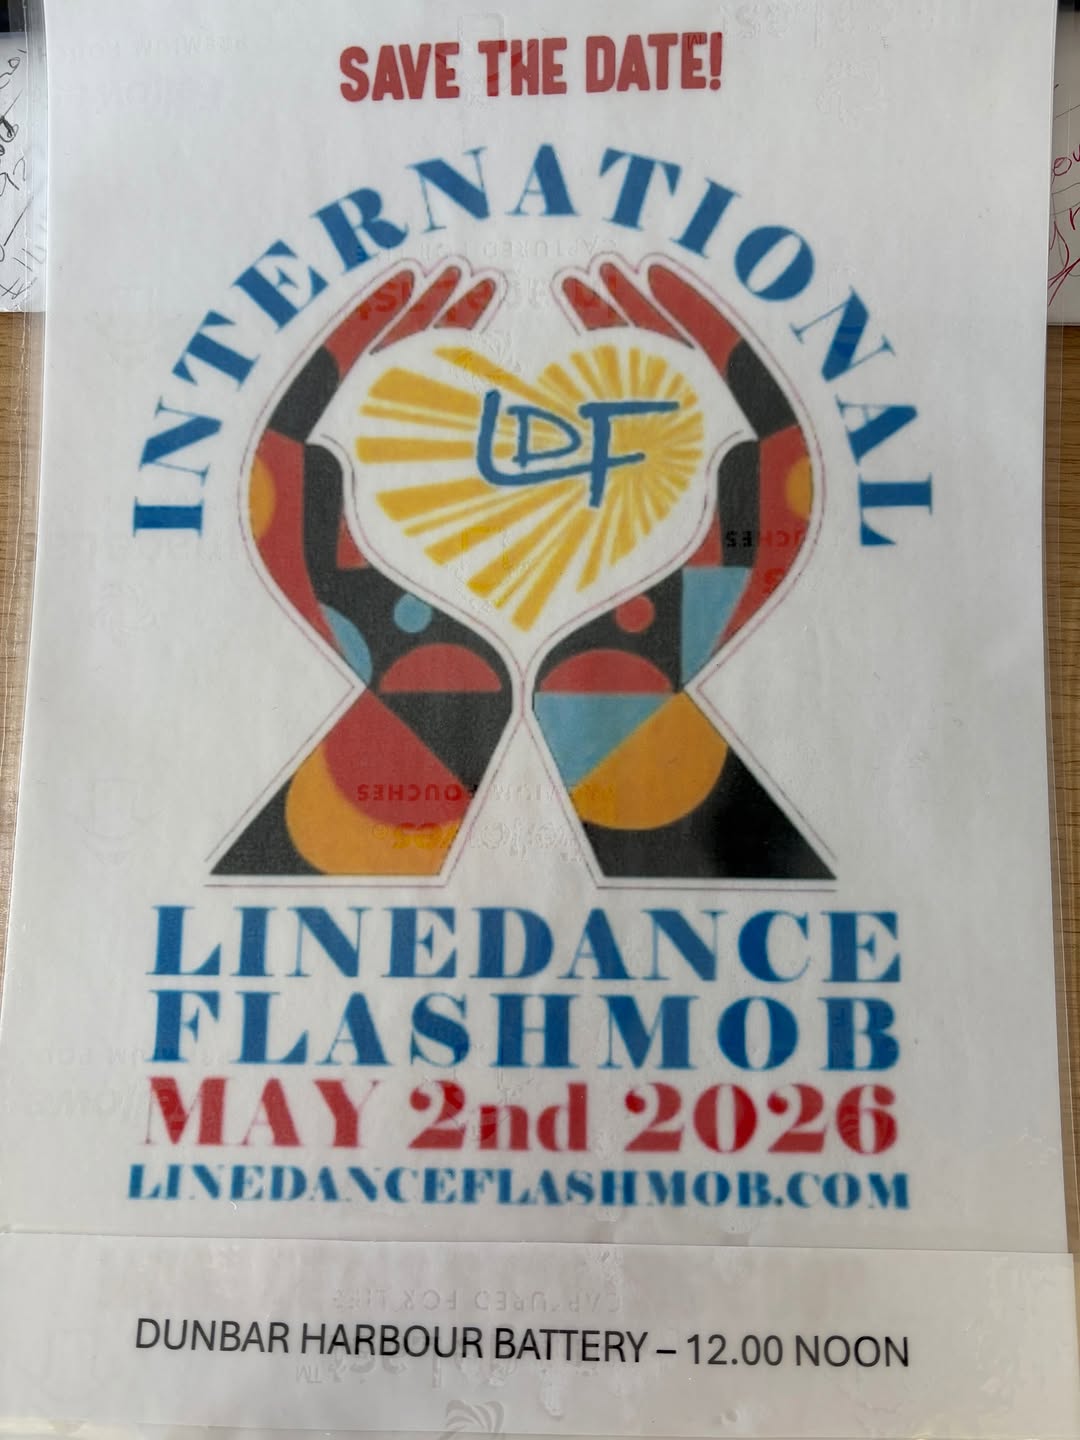 SAVE THE DATE!
INTERNATIONAL
LDF
LINEDANCE
FLASHMOB
MAY 2nd 2026
LINEDANCEFLASHMOB.COM
DUNBAR HARBOUR BATTERY – 12.00 NOON